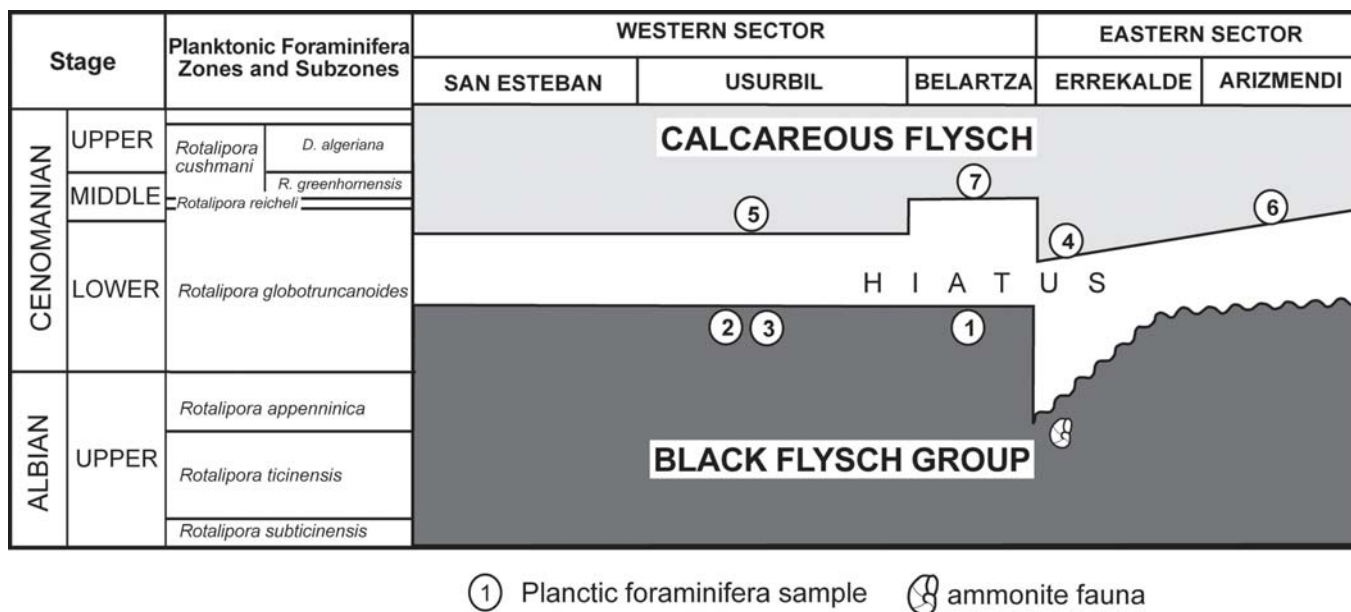 Stage
Planktonic Foraminifera
Zones and Subzones
WESTERN SECTOR
EASTERN SECTOR
SAN ESTEBAN
USURBIL
BELARTZA
ERREKALDE
ARIZMENDI
CENOMANIAN
UPPER
Rotalipora
cushmani
D. algeriana
R. greenhornensis
MIDDLE
Rotalipora reicheli
LOWER
Rotalipora globotruncanoides
ALBIAN
UPPER
Rotalipora appenninica
Rotalipora ticinensis
Rotalipora subticinensis
CALCAREOUS FLYSCH
7
5
6
4
HIATUS
2 3 1
BLACK FLYSCH GROUP
1 Planctic foraminifera sample ammonite fauna